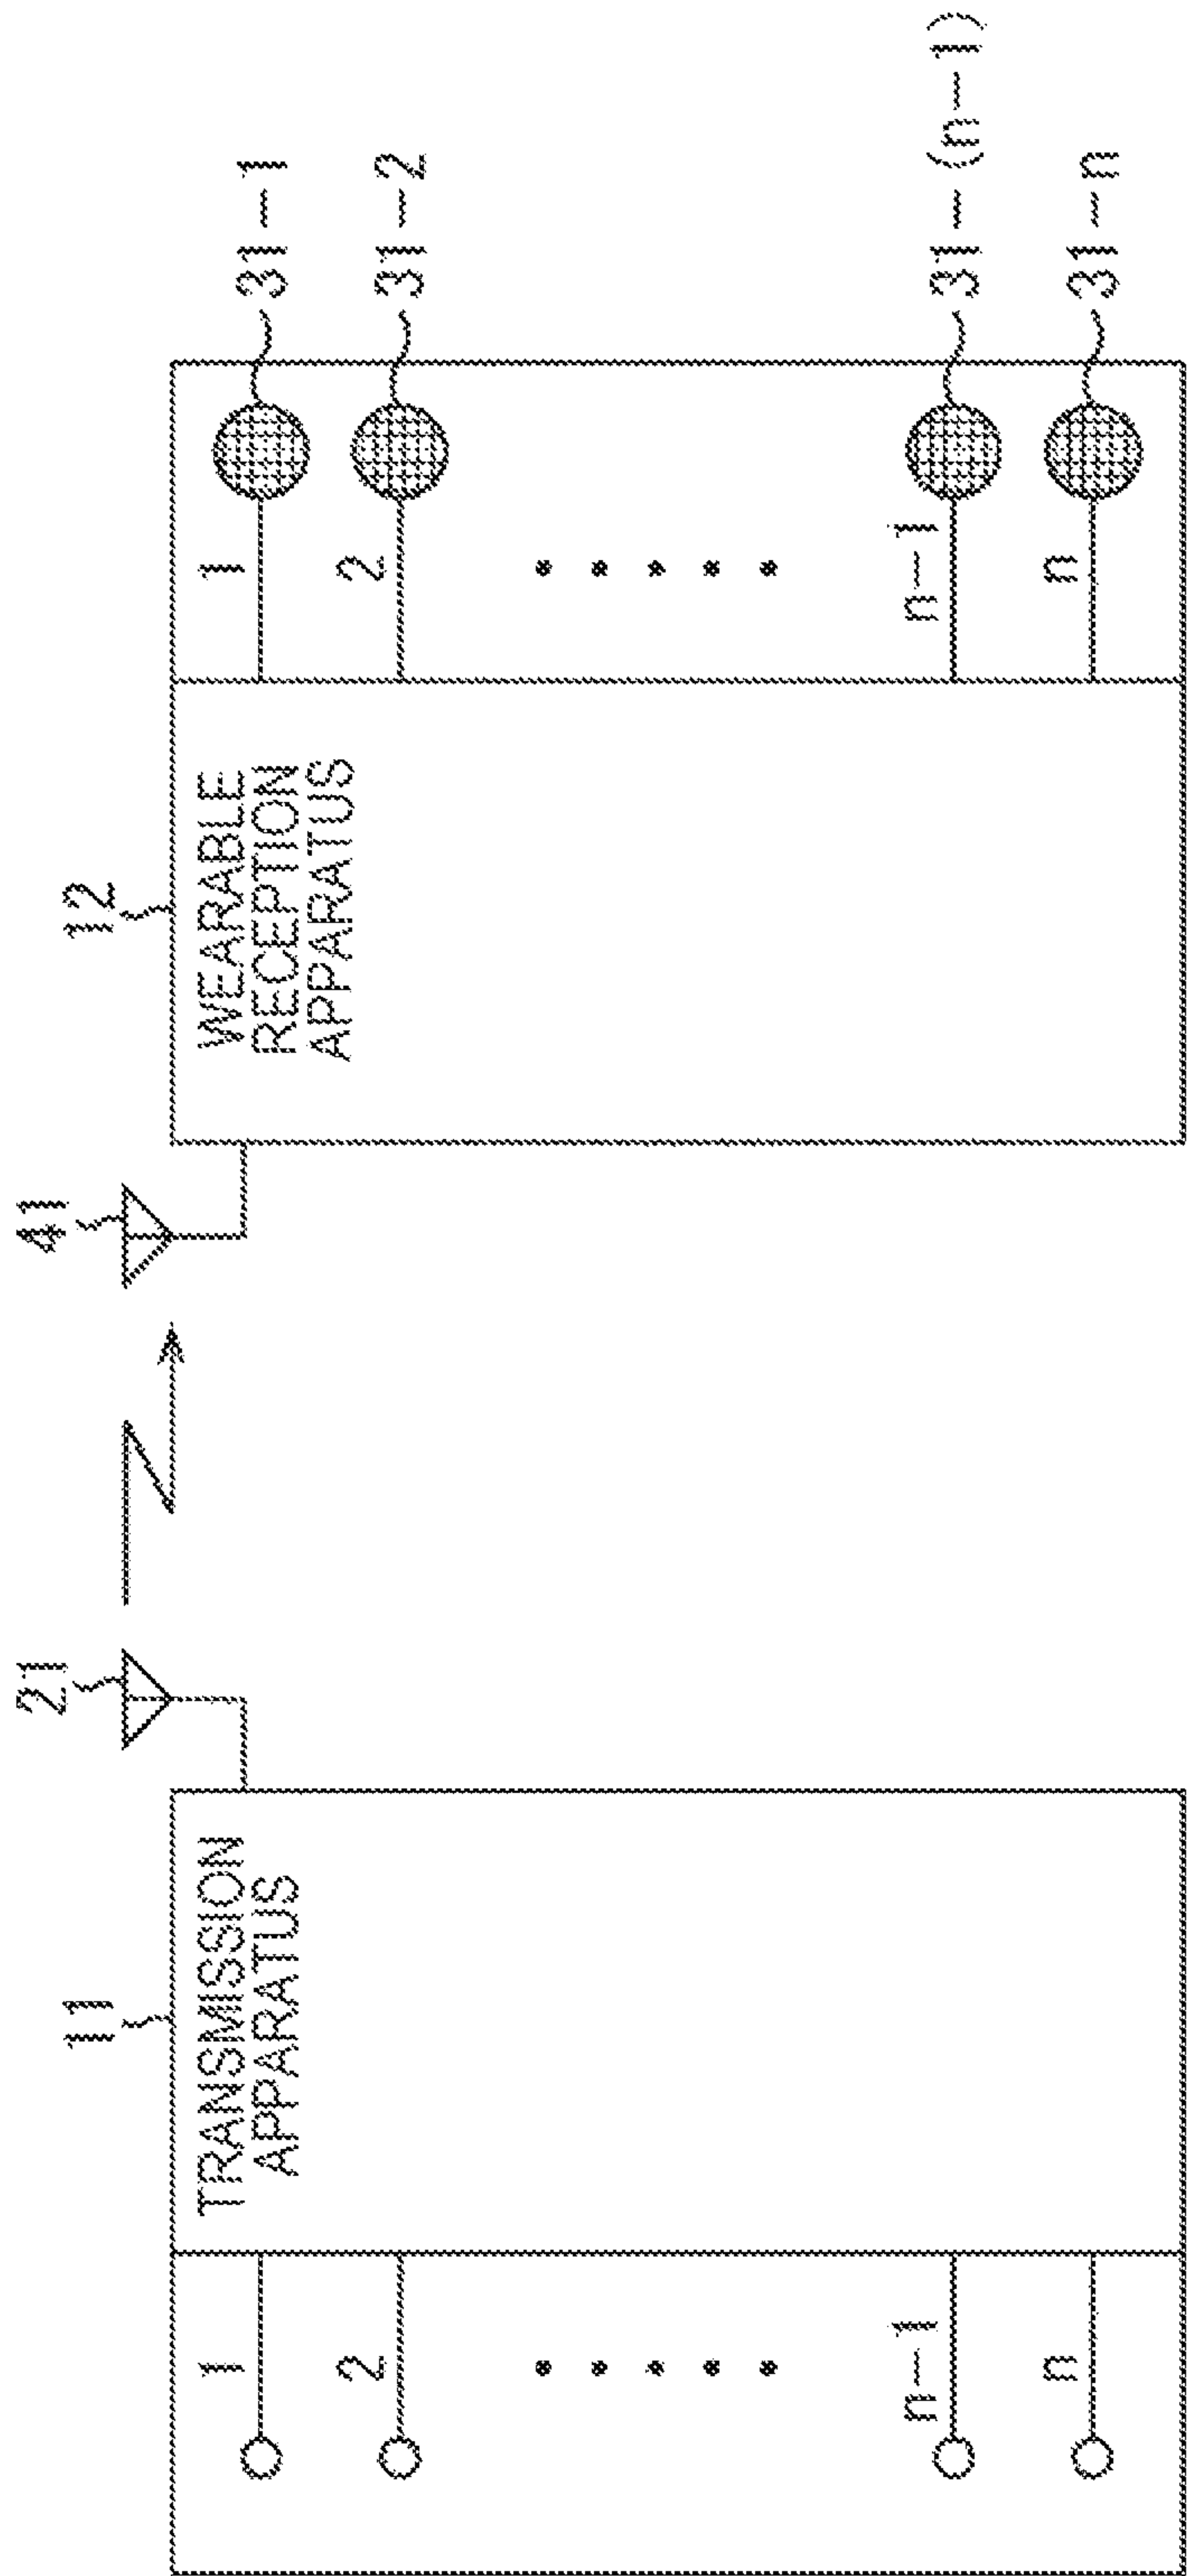 11
TRANSMISSION
APPARATUS
1
2
n-1
n
21
41
12
WEARABLE
RECEPTION
APPARATUS
1
2
n-1
n
31-1
31-2
31-(n-1)
31-n